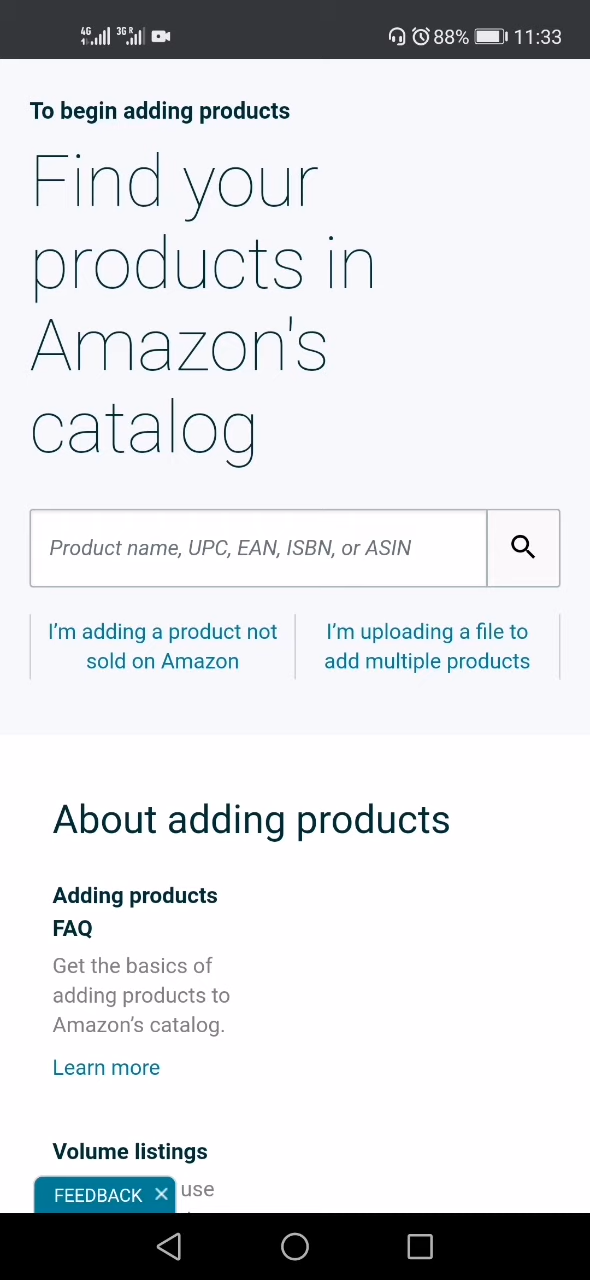 4G 3G R 88% 11:33
To begin adding products
Find your
products in
Amazon's
catalog
Product name, UPC, EAN, ISBN, or ASIN
I'm adding a product not
sold on Amazon
I'm uploading a file to
add multiple products
About adding products
Adding products
FAQ
Get the basics of
adding products to
Amazon's catalog.
Learn more
Volume listings
FEEDBACK × use